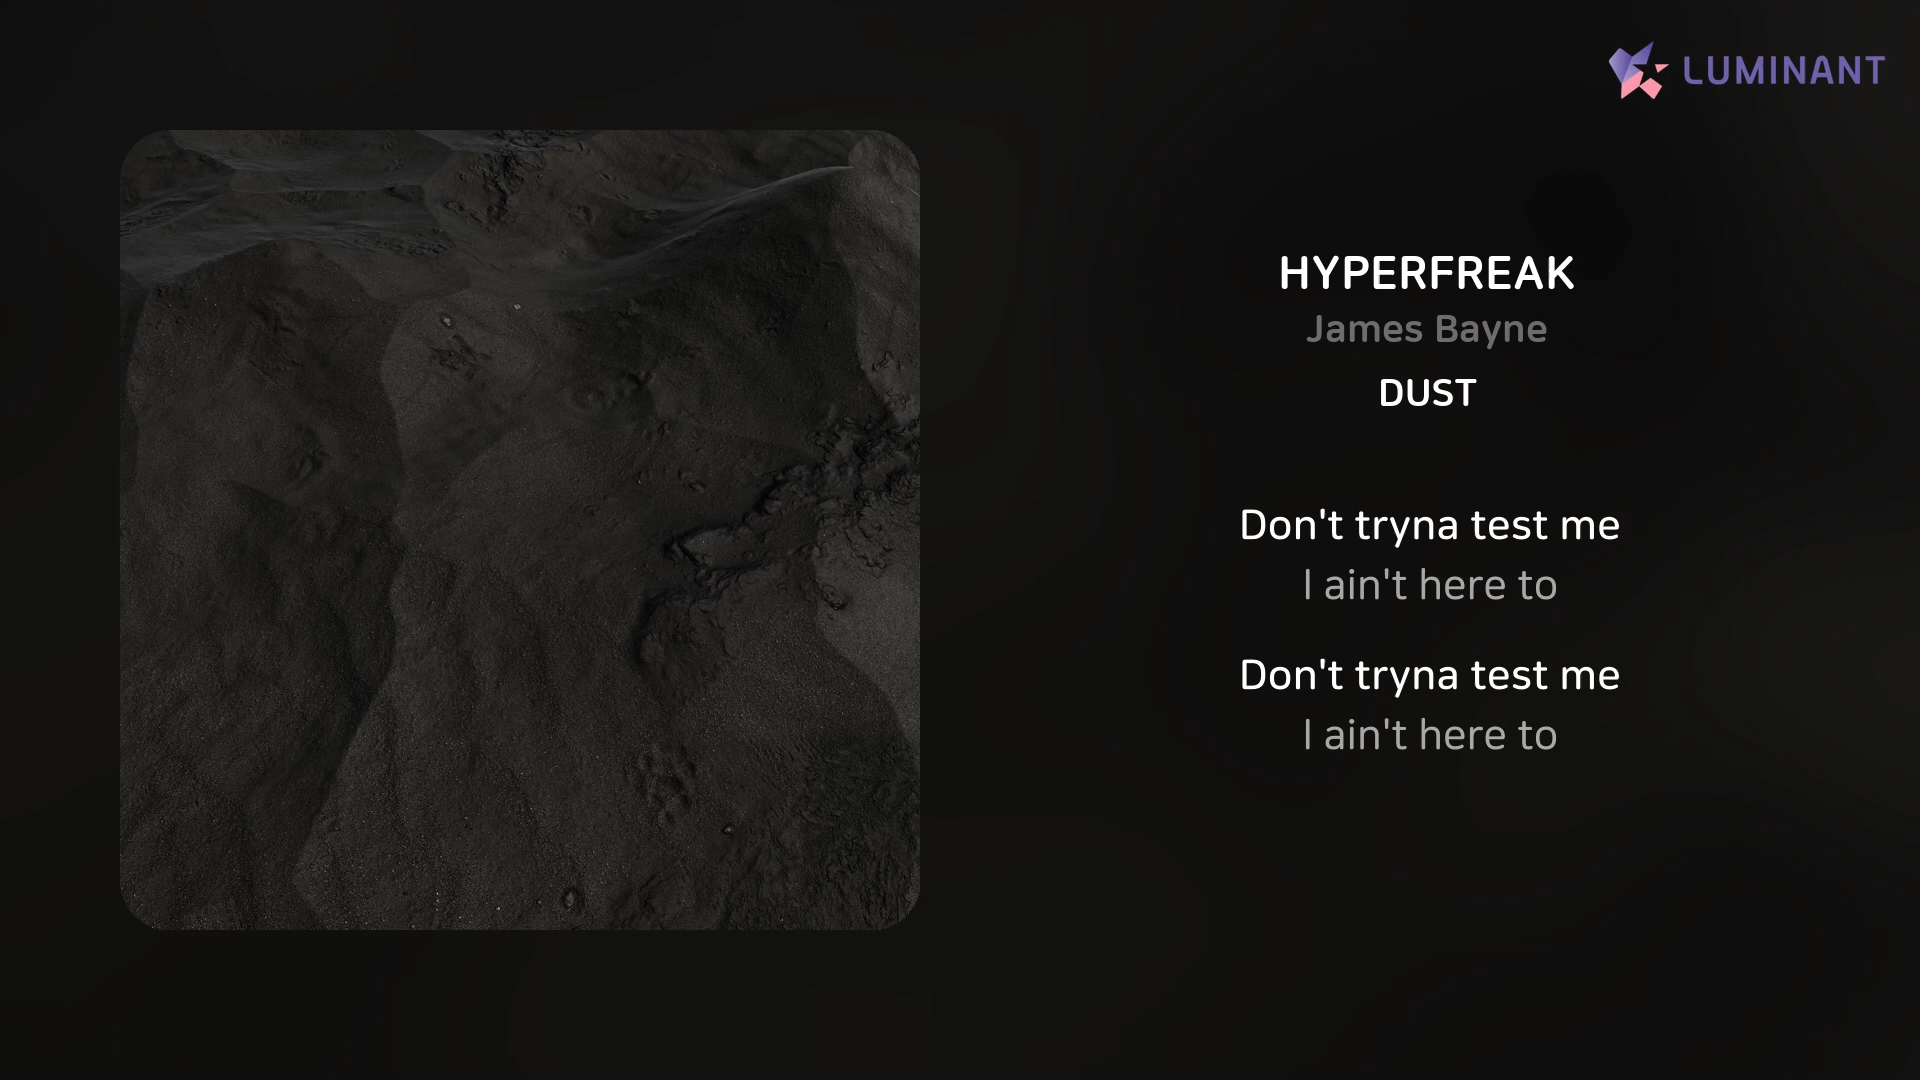 LUMINANT
HYPERFREAK
James Bayne
DUST
Don't tryna test me
I ain't here to
Don't tryna test me
I ain't here to